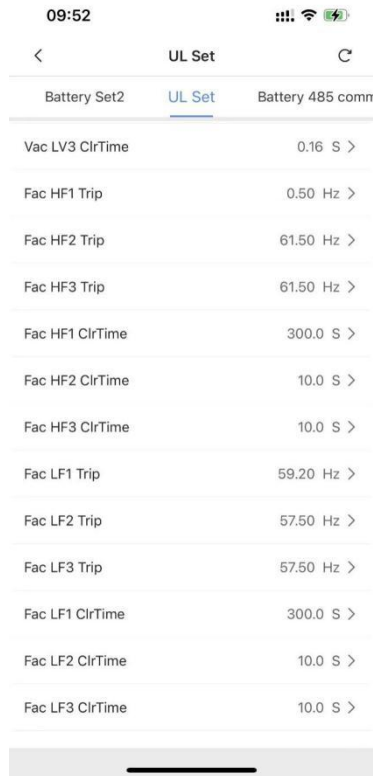 09:52
UL Set
Battery Set2 UL Set Battery 485 comm
Vac LV3 ClrTime 0.16 S >
Fac HF1 Trip 0.50 Hz >
Fac HF2 Trip 61.50 Hz >
Fac HF3 Trip 61.50 Hz >
Fac HF1 ClrTime 300.0 S >
Fac HF2 ClrTime 10.0 S >
Fac HF3 ClrTime 10.0 S >
Fac LF1 Trip 59.20 Hz >
Fac LF2 Trip 57.50 Hz >
Fac LF3 Trip 57.50 Hz >
Fac LF1 ClrTime 300.0 S >
Fac LF2 ClrTime 10.0 S >
Fac LF3 ClrTime 10.0 S >